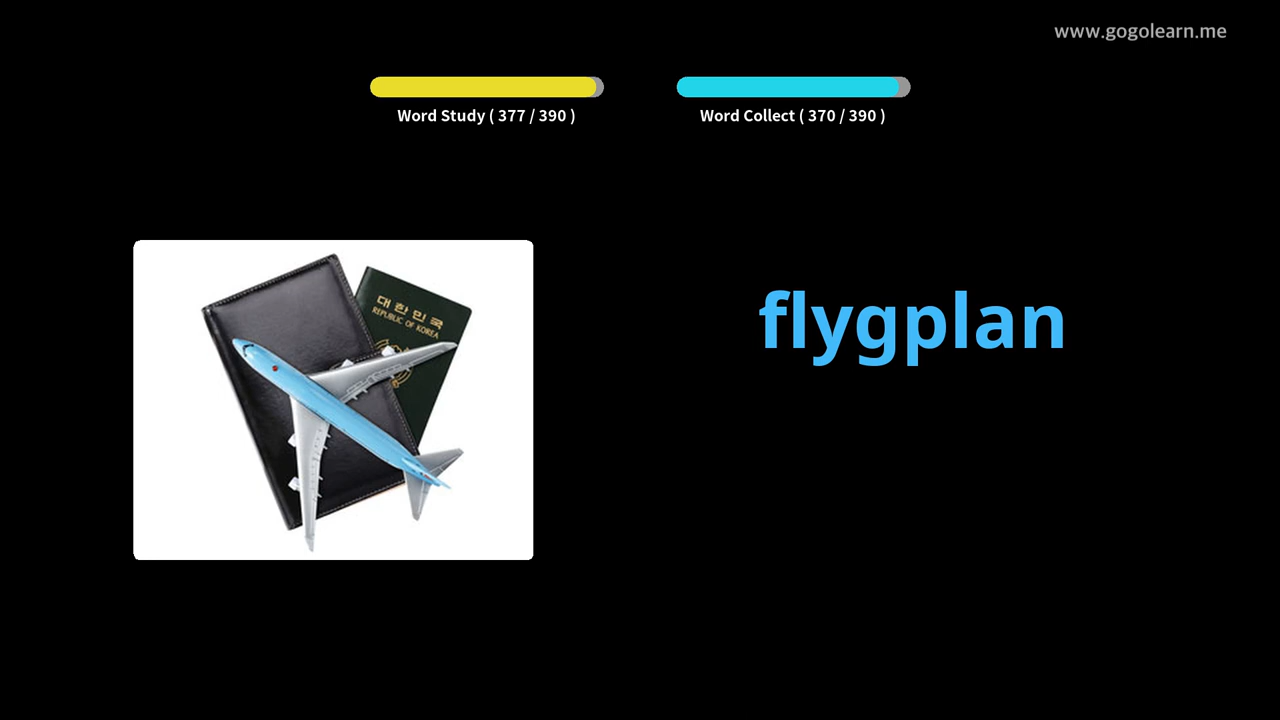 www.gogolearn.me
Word Study ( 377 / 390 )
Word Collect ( 370 / 390 )
대한민국
REPUBLIC OF KOREA
flygplan